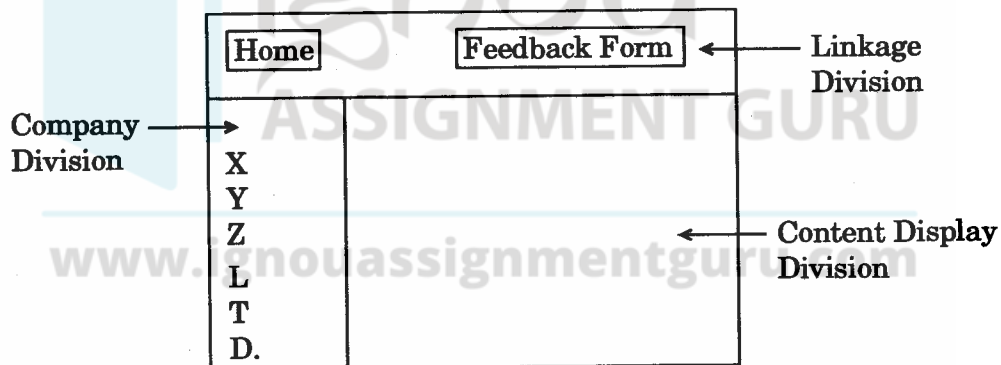 Home
Feedback Form
Linkage
Division
ASSIGNMENT GURU
Company
Division
X
Y
Z
L
T
D.
Content Display
Division
www.ignouassignmentguru.com